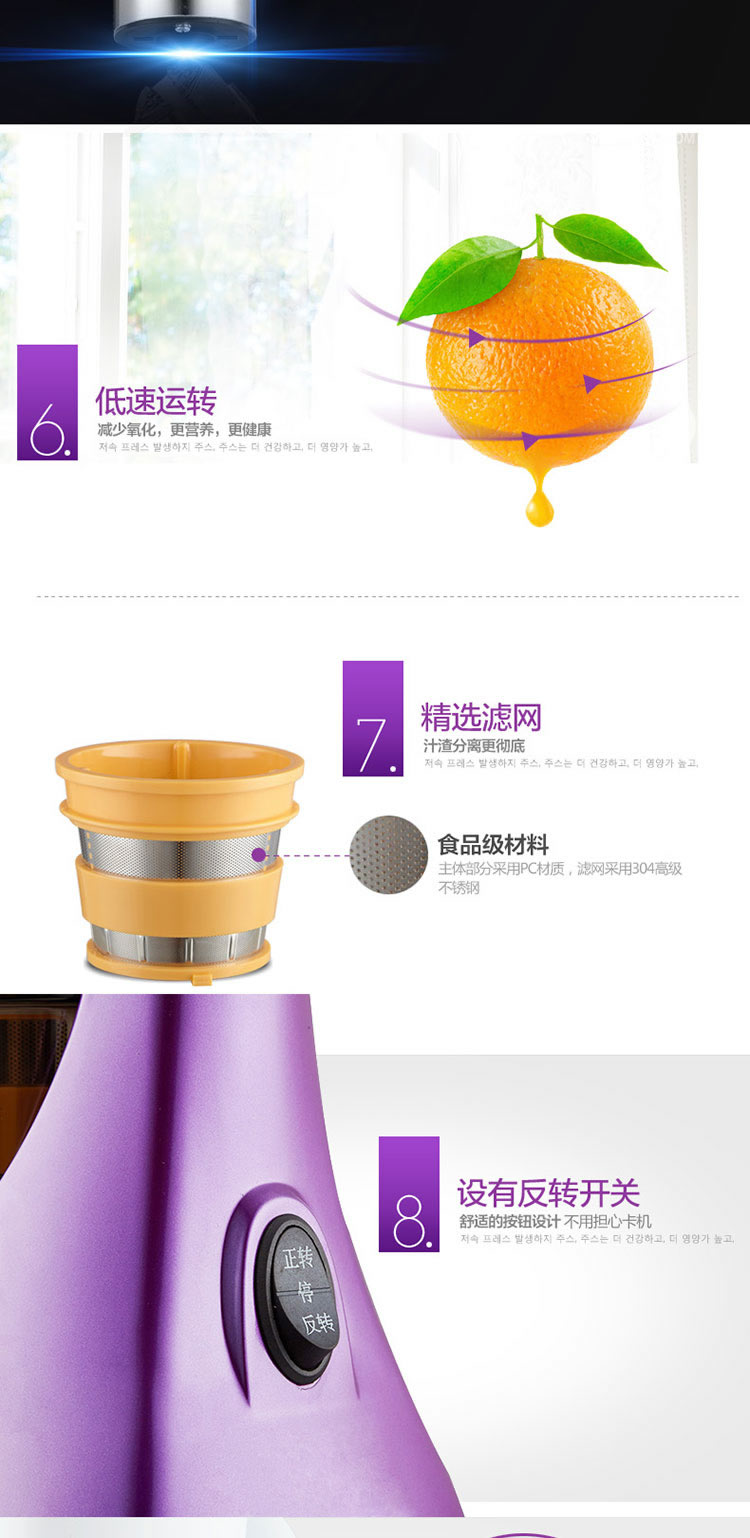 6.
低速运转
减少氧化，更营养，更健康
저속 프레스 발생하지 주스, 주스는 더 건강하고, 더 영양가 높고,
7.
精选滤网
汁渣分离更彻底
저속 프레스 발생하지 주스, 주스는 더 건강하고, 더 영양가 높고,
食品级材料
主体部分采用PC材质，滤网采用304高级
不锈钢
8.
设有反转开关
舒适的按钮设计 不用担心卡机
저속 프레스 발생하지 주스, 주스는 더 건강하고, 더 영양가 높고,
正转
停
反转